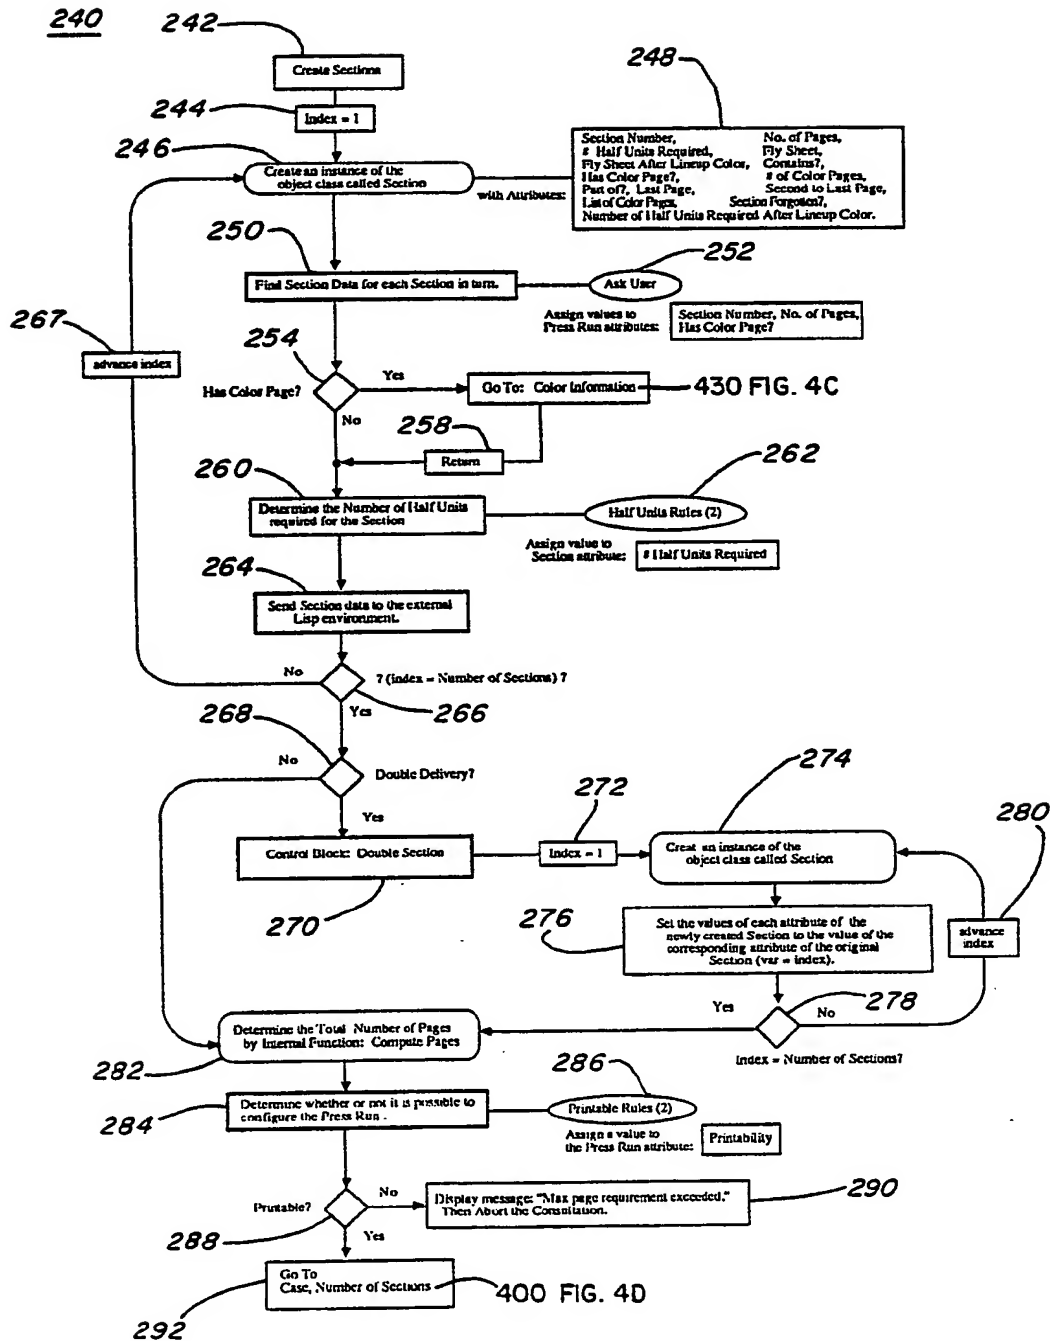 240
242
Create Sections
244
Index = 1
246
Create an instance of the
object class called Section
248
with Attributes:
Section Number, No. of Pages,
# Half Units Required, Fly Sheet,
Fly Sheet After Lineup Color, Contains?,
Has Color Page?, # of Color Pages,
Part of?, Last Page, Second to Last Page,
List of Color Pages, Section Forgotten?,
Number of Half Units Required After Lineup Color.
250
Find Section Data for each Section in turn.
252
Ask User
Assign values to
Press Run attributes:
Section Number, No. of Pages,
Has Color Page?
267
advance index
254
Has Color Page?
Yes
No
Go To: Color Information
430 FIG. 4C
258
Return
260
Determine the Number of Half Units
required for the Section
262
Half Units Rules (2)
Assign value to
Section attribute:
# Half Units Required
264
Send Section data to the external
Lisp environment.
No
? (Index = Number of Sections) ?
266
Yes
268
No
Double Delivery?
Yes
Control Block: Double Section
270
272
Index = 1
274
Creat an instance of the
object class called Section
280
advance
index
276
Set the values of each attribute of the
newly created Section to the value of the
corresponding attribute of the original
Section (var = index).
Yes
No
278
Index = Number of Sections?
Determine the Total Number of Pages
by Internal Function: Compute Pages
282
284
Determine whether or not it is possible to
configure the Press Run .
286
Printable Rules (2)
Assign a value to
the Press Run attribute:
Printability
Printable?
No
288
Yes
Display message: "Max page requirement exceeded."
Then Abort the Consultation.
290
Go To
Case, Number of Sections
400 FIG. 4D
292